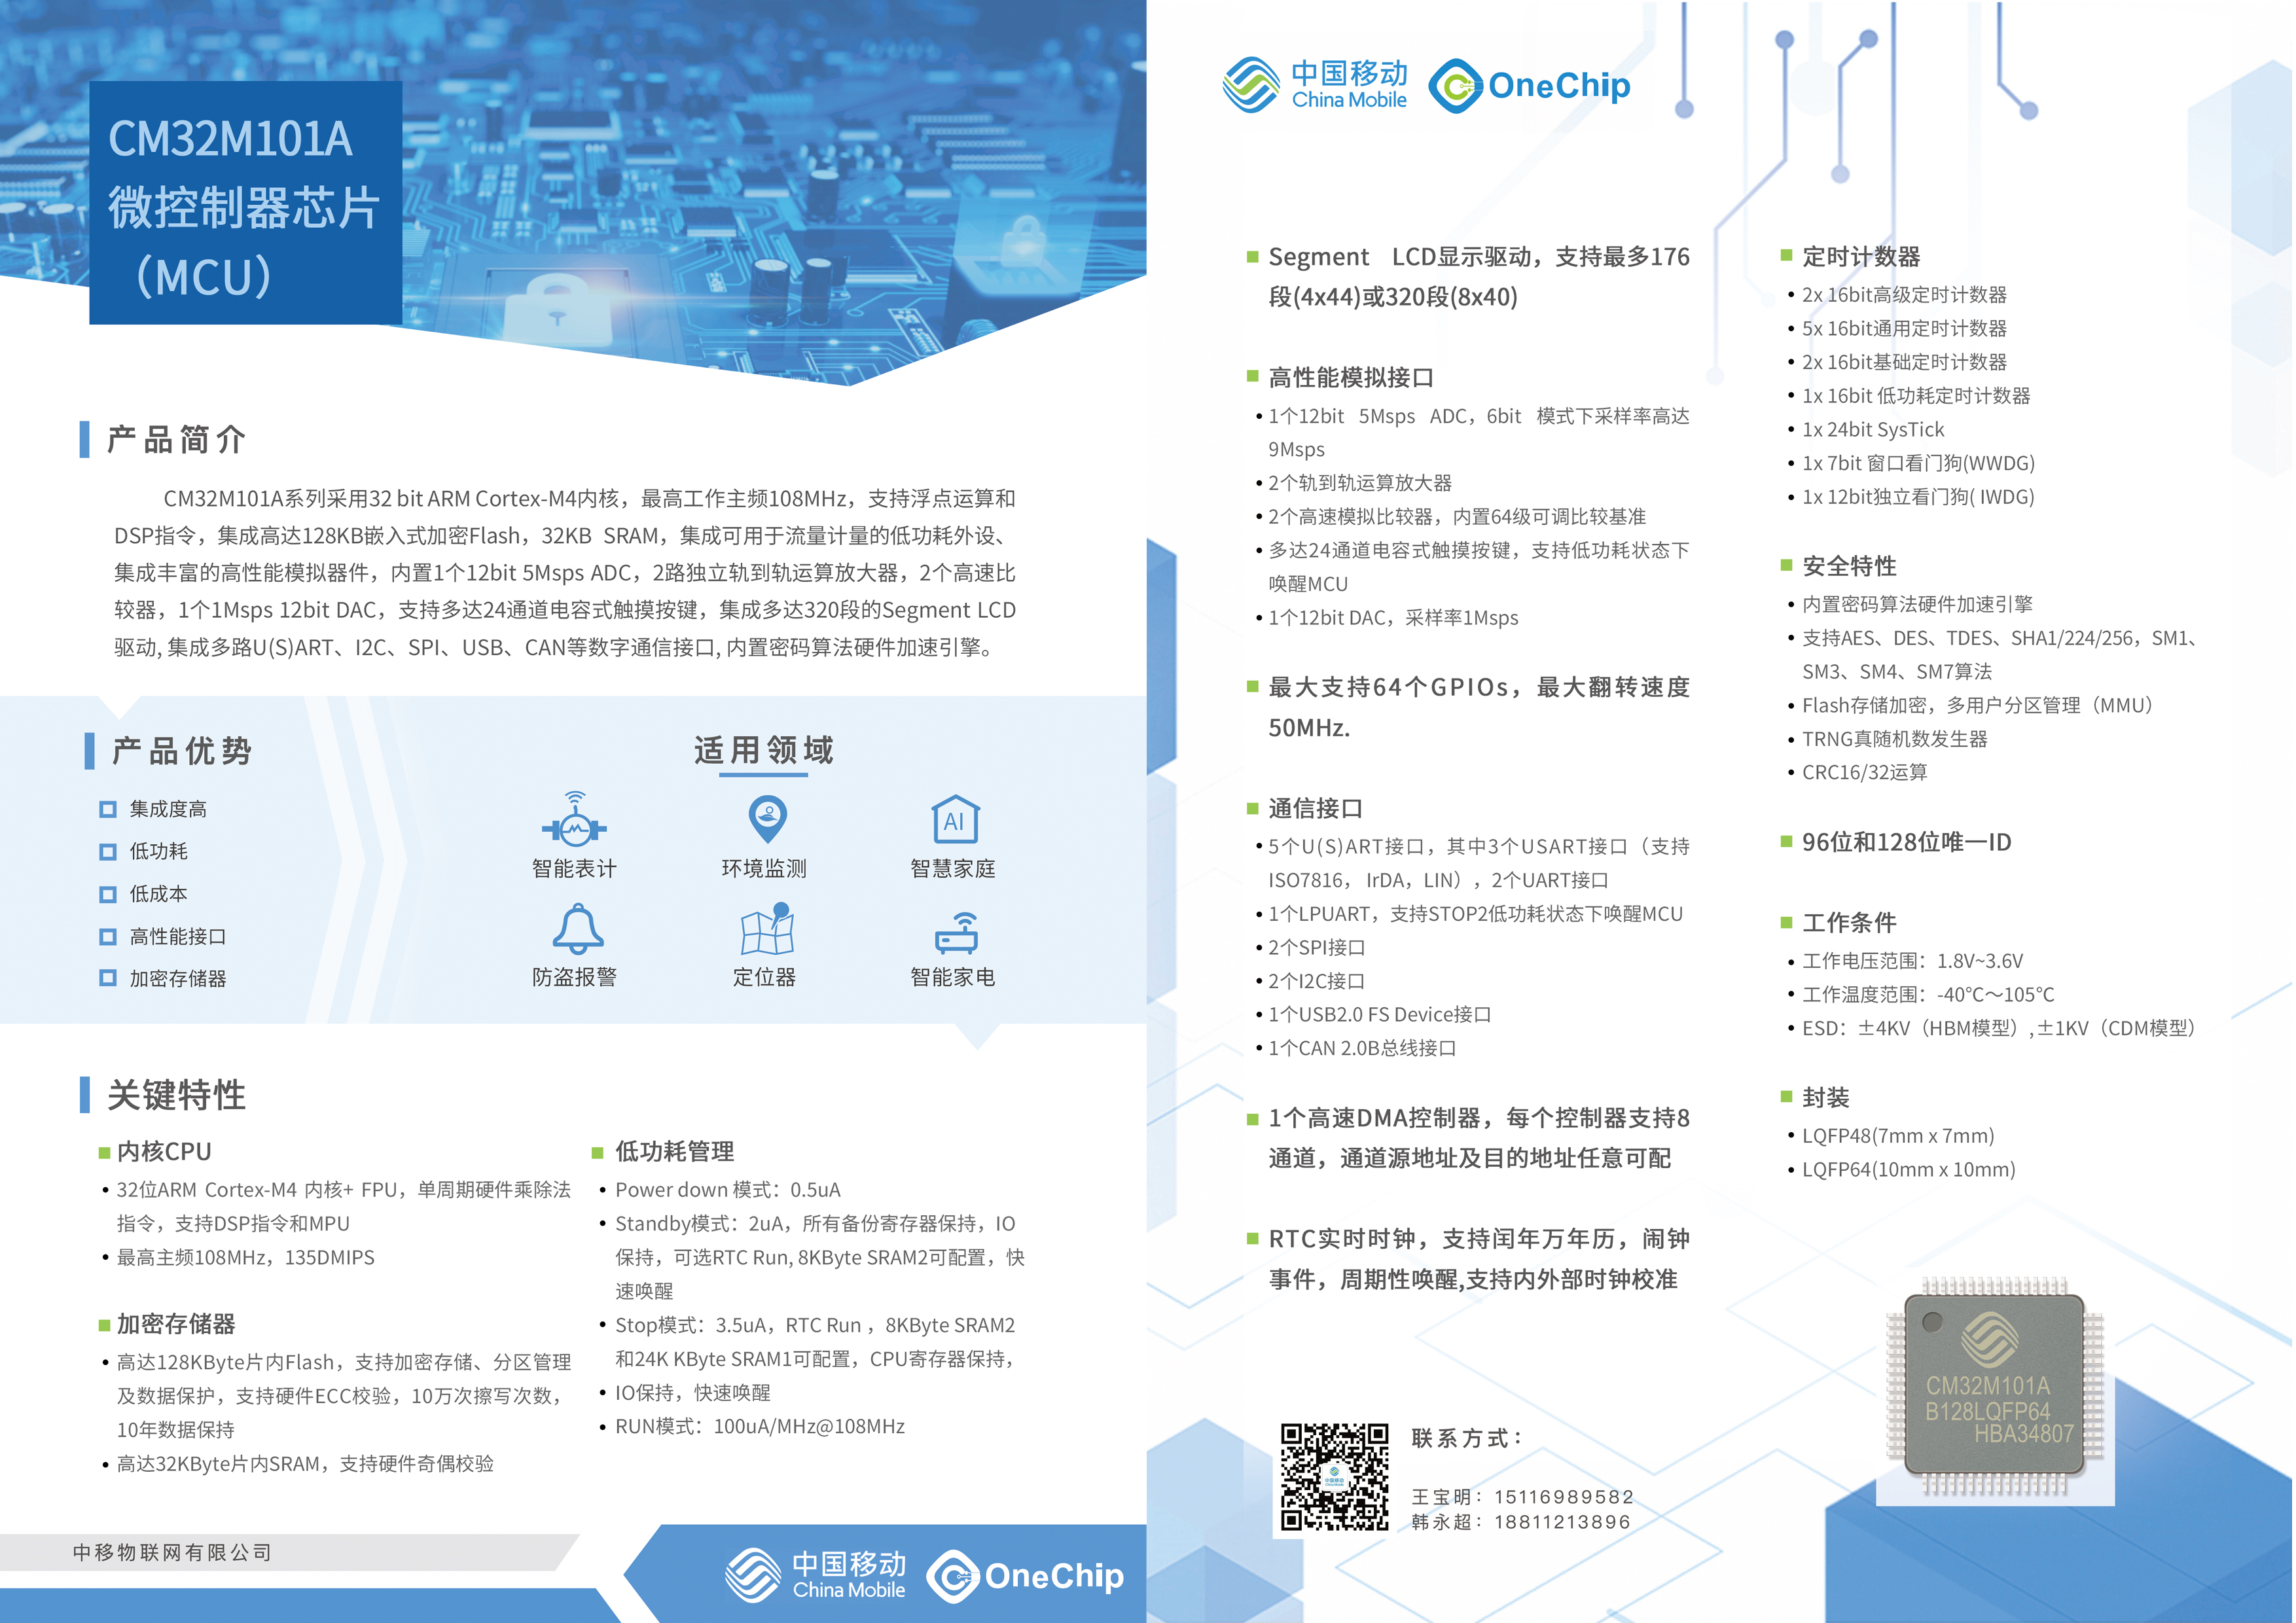 CM32M101A
微控制器芯片
（MCU）
产品简介
CM32M101A系列采用32 bit ARM Cortex-M4内核，最高工作主频108MHz，支持浮点运算和
DSP指令，集成高达128KB嵌入式加密Flash，32KB SRAM，集成可用于流量计量的低功耗外设、
集成丰富的高性能模拟器件，内置1个12bit 5Msps ADC，2路独立轨到轨运算放大器，2个高速比
较器，1个1Msps 12bit DAC，支持多达24通道电容式触摸按键，集成多达320段的Segment LCD
驱动, 集成多路U(S)ART、I2C、SPI、USB、CAN等数字通信接口, 内置密码算法硬件加速引擎。
产品优势
集成度高
低功耗
低成本
高性能接口
加密存储器
适用领域
智能表计
环境监测
AI
智慧家庭
防盗报警
定位器
智能家电
关键特性
内核CPU
• 32位ARM Cortex-M4 内核+ FPU，单周期硬件乘除法
指令，支持DSP指令和MPU
• 最高主频108MHz，135DMIPS
加密存储器
• 高达128KByte片内Flash，支持加密存储、分区管理
及数据保护，支持硬件ECC校验，10万次擦写次数，
10年数据保持
• 高达32KByte片内SRAM，支持硬件奇偶校验
低功耗管理
• Power down 模式：0.5uA
• Standby模式：2uA，所有备份寄存器保持，IO
保持，可选RTC Run, 8KByte SRAM2可配置，快
速唤醒
• Stop模式：3.5uA，RTC Run ，8KByte SRAM2
和24K KByte SRAM1可配置，CPU寄存器保持，
• IO保持，快速唤醒
• RUN模式：100uA/MHz@108MHz
中移物联网有限公司
中国移动
China Mobile
OneChip
中国移动
China Mobile
OneChip
Segment LCD显示驱动，支持最多176
段(4x44)或320段(8x40)
高性能模拟接口
• 1个12bit 5Msps ADC，6bit 模式下采样率高达
9Msps
• 2个轨到轨运算放大器
• 2个高速模拟比较器，内置64级可调比较基准
• 多达24通道电容式触摸按键，支持低功耗状态下
唤醒MCU
• 1个12bit DAC，采样率1Msps
最大支持64个GPIOs，最大翻转速度
50MHz.
通信接口
• 5个U(S)ART接口，其中3个USART接口（支持
ISO7816， IrDA，LIN），2个UART接口
• 1个LPUART，支持STOP2低功耗状态下唤醒MCU
• 2个SPI接口
• 2个I2C接口
• 1个USB2.0 FS Device接口
• 1个CAN 2.0B总线接口
1个高速DMA控制器，每个控制器支持8
通道，通道源地址及目的地址任意可配
RTC实时时钟，支持闰年万年历，闹钟
事件，周期性唤醒,支持内外部时钟校准
联系方式：
王宝明：15116989582
韩永超：18811213896
定时计数器
• 2x 16bit高级定时计数器
• 5x 16bit通用定时计数器
• 2x 16bit基础定时计数器
• 1x 16bit 低功耗定时计数器
• 1x 24bit SysTick
• 1x 7bit 窗口看门狗(WWDG)
• 1x 12bit独立看门狗( IWDG)
安全特性
• 内置密码算法硬件加速引擎
• 支持AES、DES、TDES、SHA1/224/256，SM1、
SM3、SM4、SM7算法
• Flash存储加密，多用户分区管理（MMU）
• TRNG真随机数发生器
• CRC16/32运算
96位和128位唯一ID
工作条件
• 工作电压范围：1.8V~3.6V
• 工作温度范围：-40℃～105℃
• ESD：±4KV（HBM模型）,±1KV（CDM模型）
封装
• LQFP48(7mm x 7mm)
• LQFP64(10mm x 10mm)
CM32M101A
B128LQFP64
HBA34807